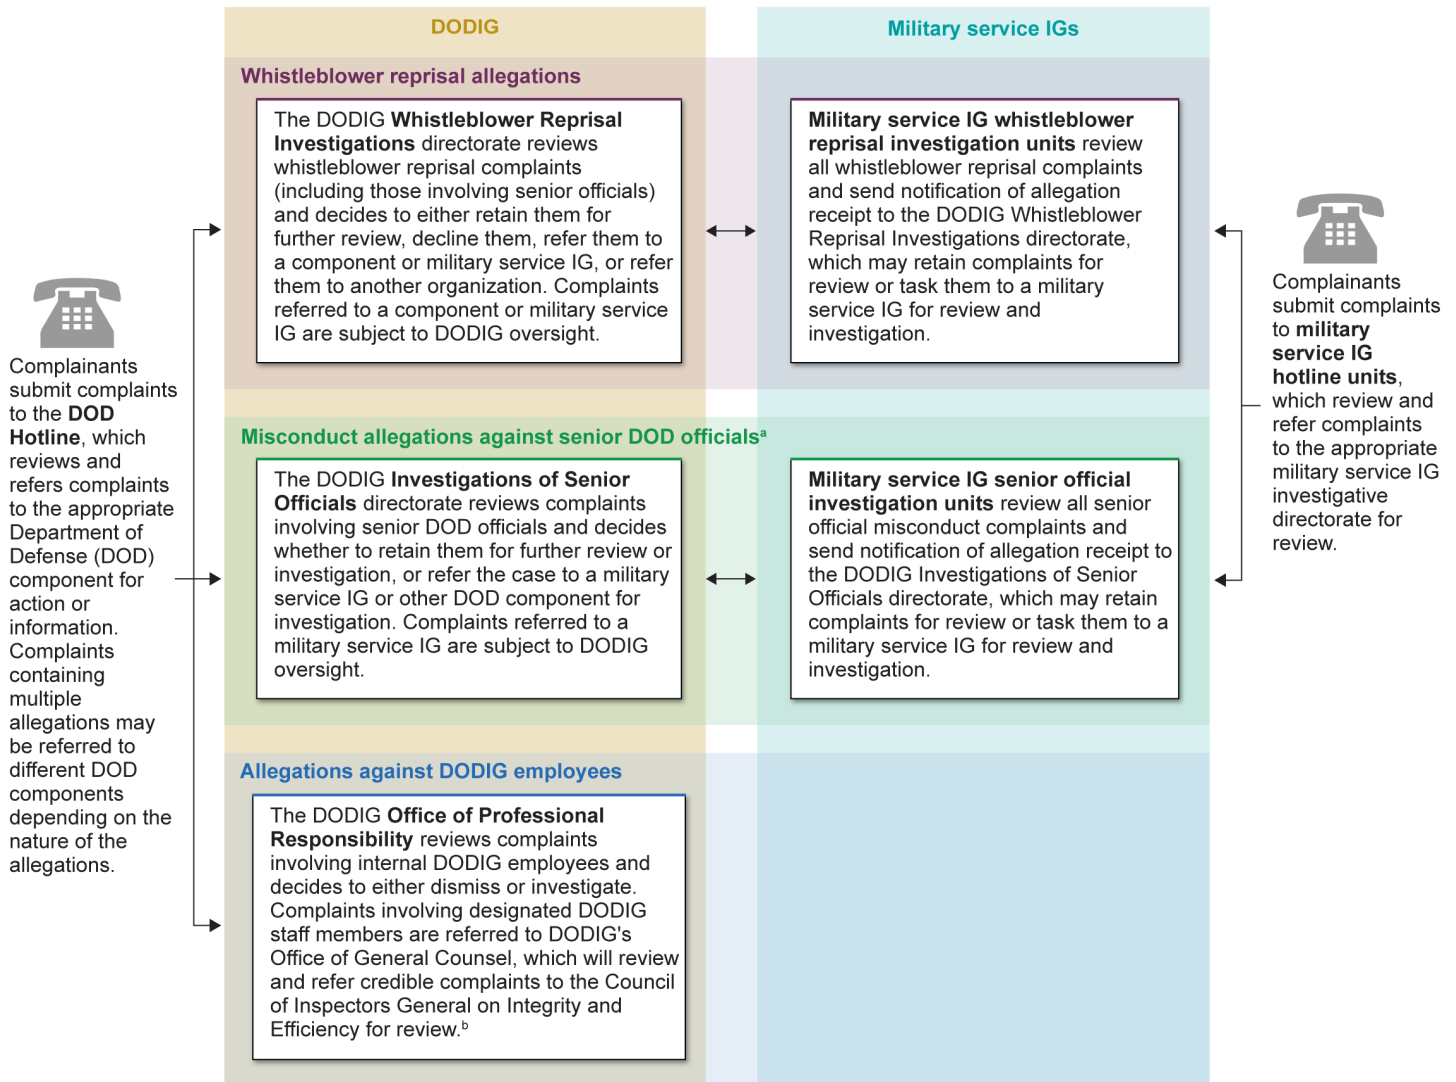 DODIG
Military service IGs
Whistleblower reprisal allegations
The DODIG Whistleblower Reprisal
Investigations directorate reviews
whistleblower reprisal complaints
(including those involving senior officials)
and decides to either retain them for
further review, decline them, refer them to
a component or military service IG, or refer
them to another organization. Complaints
referred to a component or military service
IG are subject to DODIG oversight.
Military service IG whistleblower
reprisal investigation units review
all whistleblower reprisal complaints
and send notification of allegation
receipt to the DODIG Whistleblower
Reprisal Investigations directorate,
which may retain complaints for
review or task them to a military
service IG for review and
investigation.
Complainants
submit complaints
to the DOD
Hotline, which
reviews and
refers complaints
to the appropriate
Department of
Defense (DOD)
component for
action or
information.
Complaints
containing
multiple
allegations may
be referred to
different DOD
components
depending on the
nature of the
allegations.
Complainants
submit complaints
to military
service IG
hotline units,
which review and
refer complaints
to the appropriate
military service IG
investigative
directorate for
review.
Misconduct allegations against senior DOD officialsᵃ
The DODIG Investigations of Senior
Officials directorate reviews complaints
involving senior DOD officials and decides
whether to retain them for further review or
investigation, or refer the case to a military
service IG or other DOD component for
investigation. Complaints referred to a
military service IG are subject to DODIG
oversight.
Military service IG senior official
investigation units review all senior
official misconduct complaints and
send notification of allegation receipt to
the DODIG Investigations of Senior
Officials directorate, which may retain
complaints for review or task them to a
military service IG for review and
investigation.
Allegations against DODIG employees
The DODIG Office of Professional
Responsibility reviews complaints
involving internal DODIG employees and
decides to either dismiss or investigate.
Complaints involving designated DODIG
staff members are referred to DODIG's
Office of General Counsel, which will review
and refer credible complaints to the Council
of Inspectors General on Integrity and
Efficiency for review.ᵇ